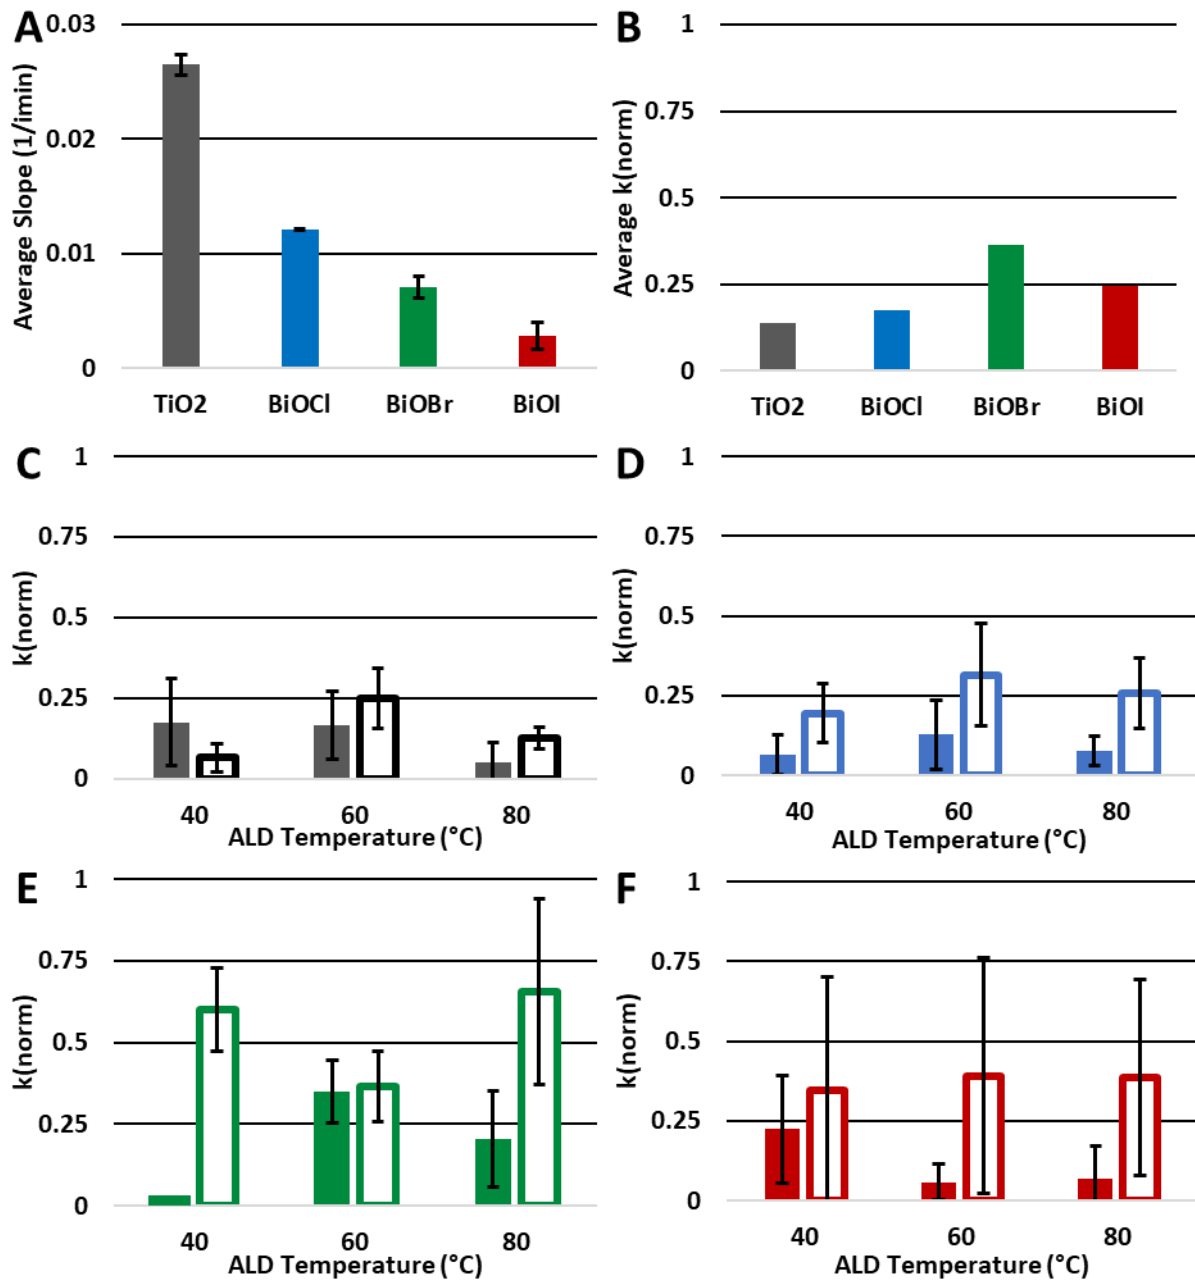 A
0.03
0.02
0.01
0
Average Slope (1/imin)
TiO2 BiOCl BiOBr BiOI
B
1
0.75
0.5
0.25
0
Average k(norm)
TiO2 BiOCl BiOBr BiOI
C
1
0.75
0.5
0.25
0
k(norm)
40 60 80
ALD Temperature (°C)
D
1
0.75
0.5
0.25
0
k(norm)
40 60 80
ALD Temperature (°C)
E
1
0.75
0.5
0.25
0
k(norm)
40 60 80
ALD Temperature (°C)
F
1
0.75
0.5
0.25
0
k(norm)
40 60 80
ALD Temperature (°C)